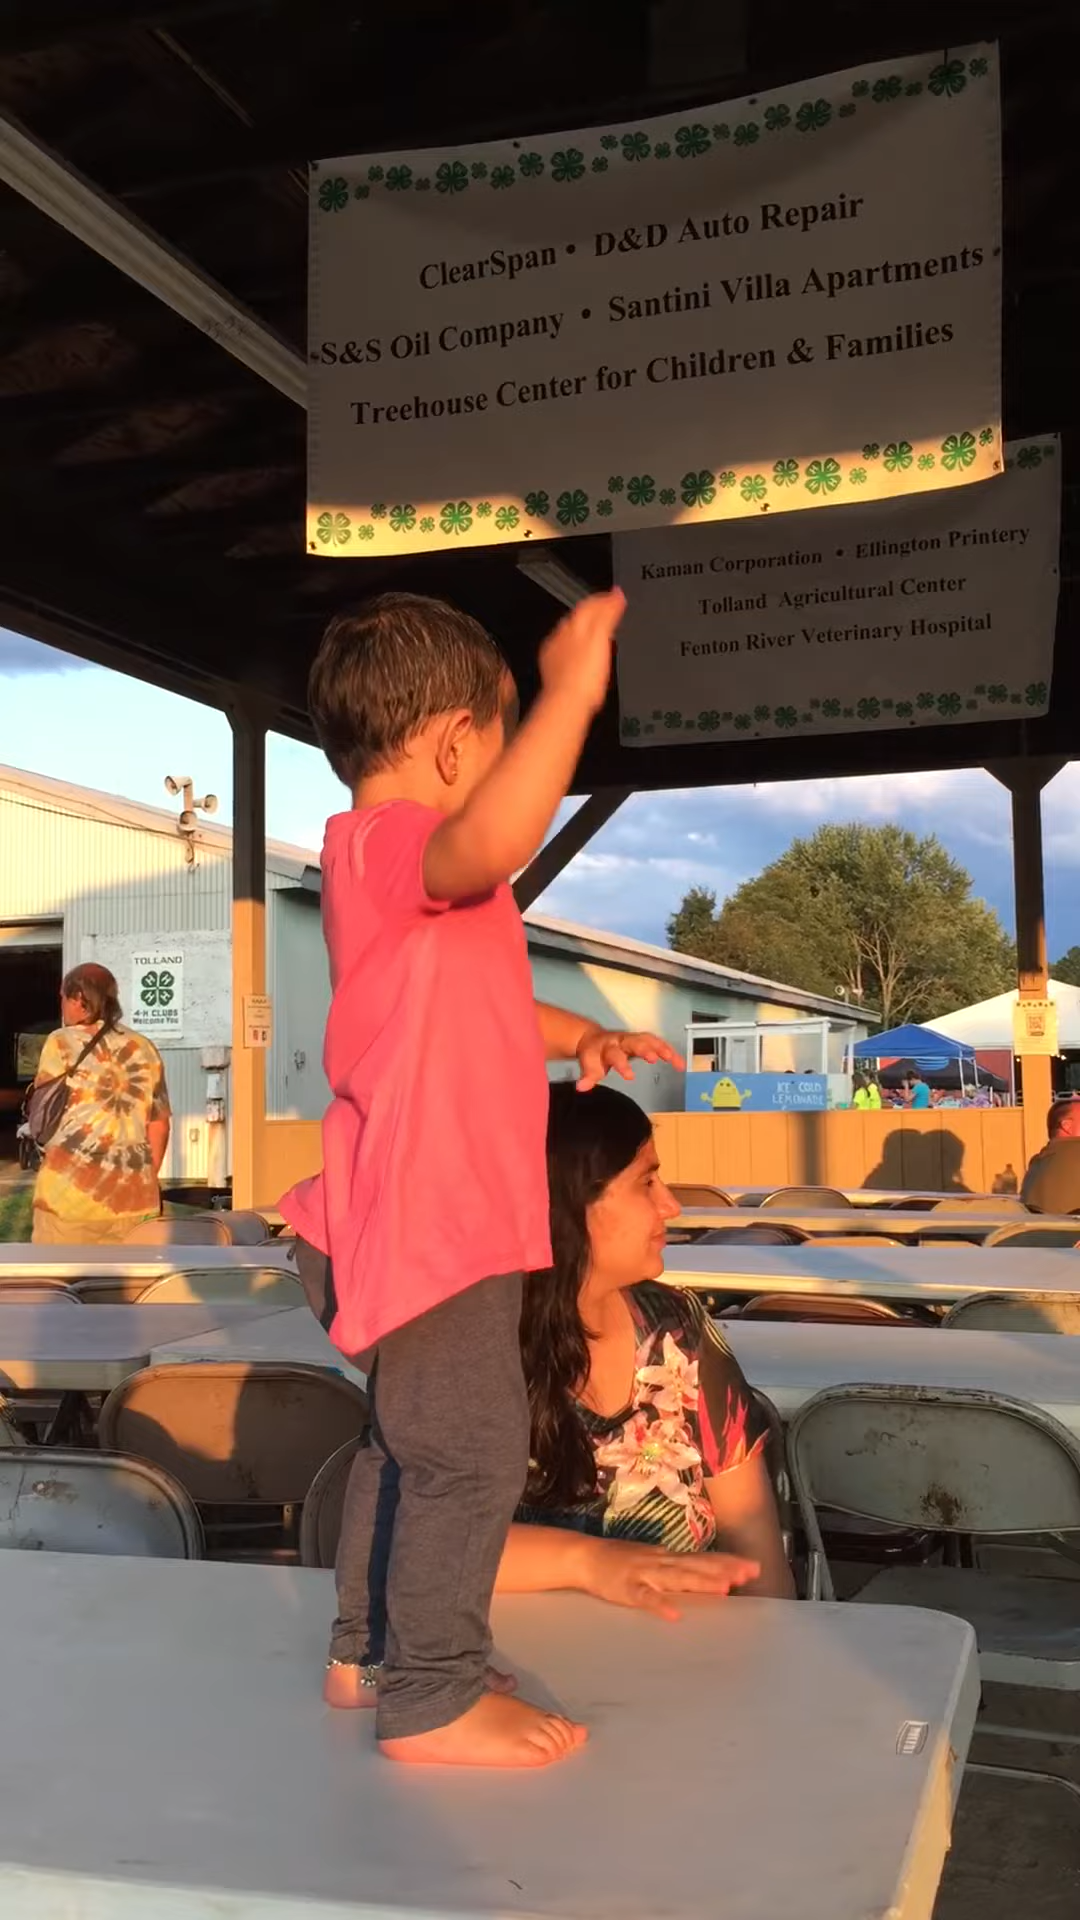 ClearSpan • D&D Auto Repair
• S&S Oil Company • Santini Villa Apartments •
Treehouse Center for Children & Families
Kaman Corporation • Ellington Printery
Tolland Agricultural Center
Fenton River Veterinary Hospital
TOLLAND
H H
H H
4-H CLUBS
Welcome You
ICE COLD
LEMONADE